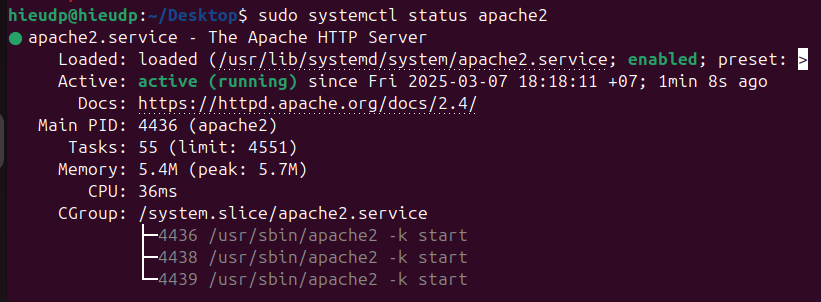 hieudp@hieudp:~/Desktop$ sudo systemctl status apache2
● apache2.service - The Apache HTTP Server
Loaded: loaded (/usr/lib/systemd/system/apache2.service; enabled; preset: >
Active: active (running) since Fri 2025-03-07 18:18:11 +07; 1min 8s ago
Docs: https://httpd.apache.org/docs/2.4/
Main PID: 4436 (apache2)
Tasks: 55 (limit: 4551)
Memory: 5.4M (peak: 5.7M)
CPU: 36ms
CGroup: /system.slice/apache2.service
├─4436 /usr/sbin/apache2 -k start
├─4438 /usr/sbin/apache2 -k start
└─4439 /usr/sbin/apache2 -k start